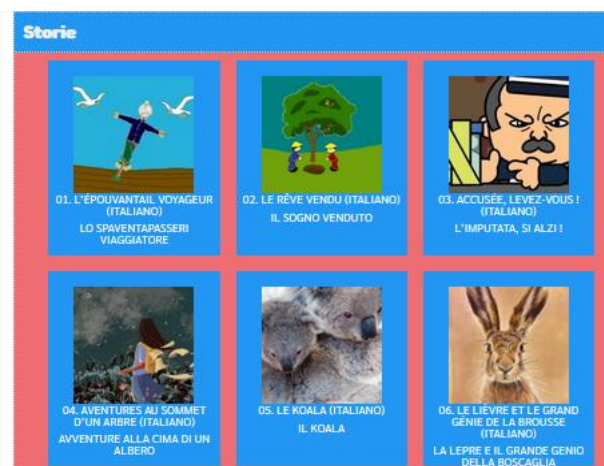 Storie
01. L'ÉPOUVANTAIL VOYAGEUR
(ITALIANO)
LO SPAVENTAPASSERI
VIAGGIATORE
02. LE RÊVE VENDU (ITALIANO)
IL SOGNO VENDUTO
03. ACCUSÉE, LEVEZ-VOUS !
(ITALIANO)
L'IMPUTATA, SI ALZI !
04. AVENTURES AU SOMMET
D'UN ARBRE (ITALIANO)
AVVENTURE ALLA CIMA DI UN
ALBERO
05. LE KOALA (ITALIANO)
IL KOALA
06. LE LIÈVRE ET LE GRAND
GÉNIE DE LA BROUSSE
(ITALIANO)
LA LEPRE E IL GRANDE GENIO
DELLA BOSCAGLIA